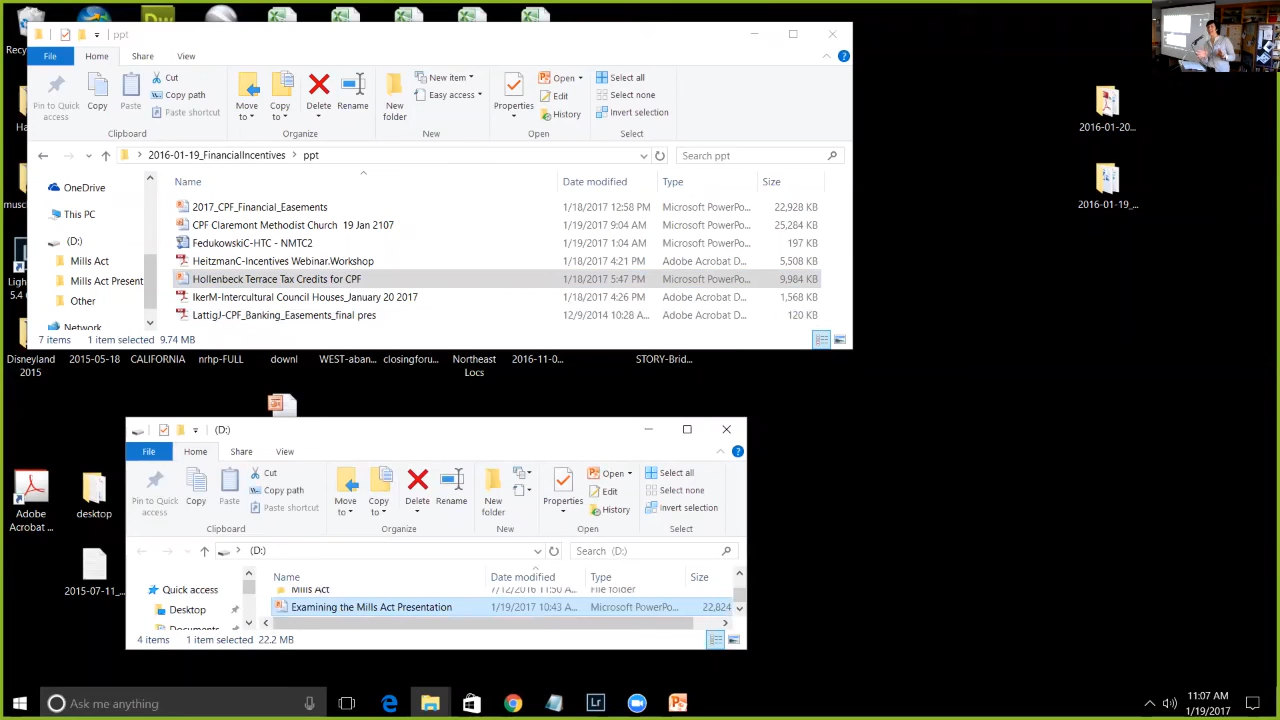 Recy
ppt
File
Home
Share
View
Pin to Quick access
Copy
Paste
Cut
Copy path
Paste shortcut
Clipboard
Move to
Copy to
Delete
Rename
Organize
New folder
New item
Easy access
New
Properties
Open
Edit
History
Open
Select all
Select none
Invert selection
Select
2016-01-19_FinancialIncentives
ppt
Search ppt
Name
Date modified
Type
Size
OneDrive
This PC
(D:)
Mills Act
Mills Act Present
Other
Network
2017_CPF_Financial_Easements 1/18/2017 12:58 PM Microsoft PowerPo... 22,928 KB
CPF Claremont Methodist Church 19 Jan 2107 1/19/2017 9:04 AM Microsoft PowerPo... 25,284 KB
FedukowskiC-HTC - NMTC2 1/19/2017 1:04 AM Microsoft PowerPo... 197 KB
HeitzmanC-Incentives Webinar.Workshop 1/18/2017 4:21 PM Adobe Acrobat D... 5,508 KB
Hollenbeck Terrace Tax Credits for CPF 1/18/2017 5:47 PM Microsoft PowerPo... 9,984 KB
IkerM-Intercultural Council Houses_January 20 2017 1/18/2017 4:26 PM Adobe Acrobat D... 1,568 KB
LattigJ-CPF_Banking_Easements_final pres 12/9/2014 10:28 A... Adobe Acrobat D... 120 KB
7 items 1 item selected 9.74 MB
Ha
musc
Ligh
5.4 6
2016-01-20...
2016-01-19_...
Disneyland 2015
2015-05-18
CALIFORNIA
nrhp-FULL
downl
WEST-aban...
closingforu...
Northeast Locs
2016-11-0...
STORY-Brid...
(D:)
File
Home
Share
View
Pin to Quick access
Copy
Paste
Cut
Copy path
Paste shortcut
Clipboard
Move to
Copy to
Delete
Rename
Organize
New folder
New
Properties
Open
Edit
History
Open
Select all
Select none
Invert selection
Select
(D:)
Search (D:)
Name
Date modified
Type
Size
Quick access
Desktop
Documents
Mills Act 7/12/2016 11:50 A... File folder
Examining the Mills Act Presentation 1/19/2017 10:43 A... Microsoft PowerPo... 22,824
4 items 1 item selected 22.2 MB
Adobe Acrobat ...
desktop
2015-07-11_...
Ask me anything
11:07 AM
1/19/2017